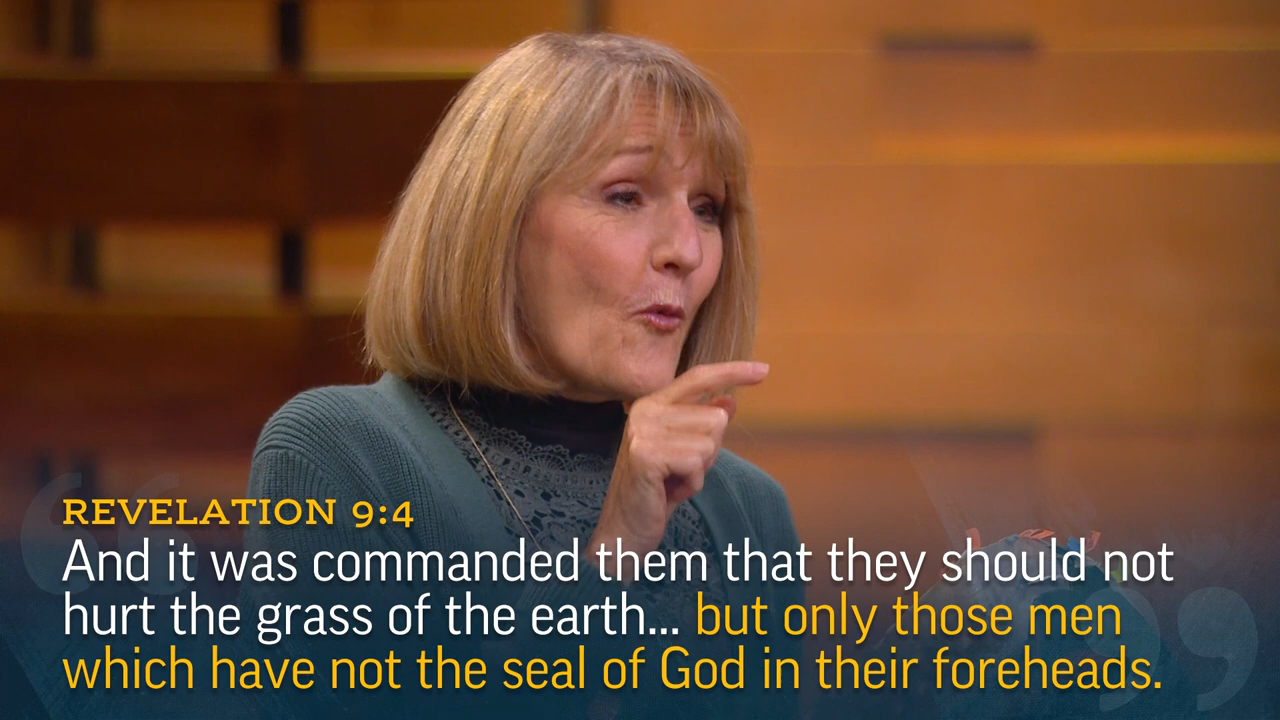 REVELATION 9:4
And it was commanded them that they should not
hurt the grass of the earth... but only those men
which have not the seal of God in their foreheads.